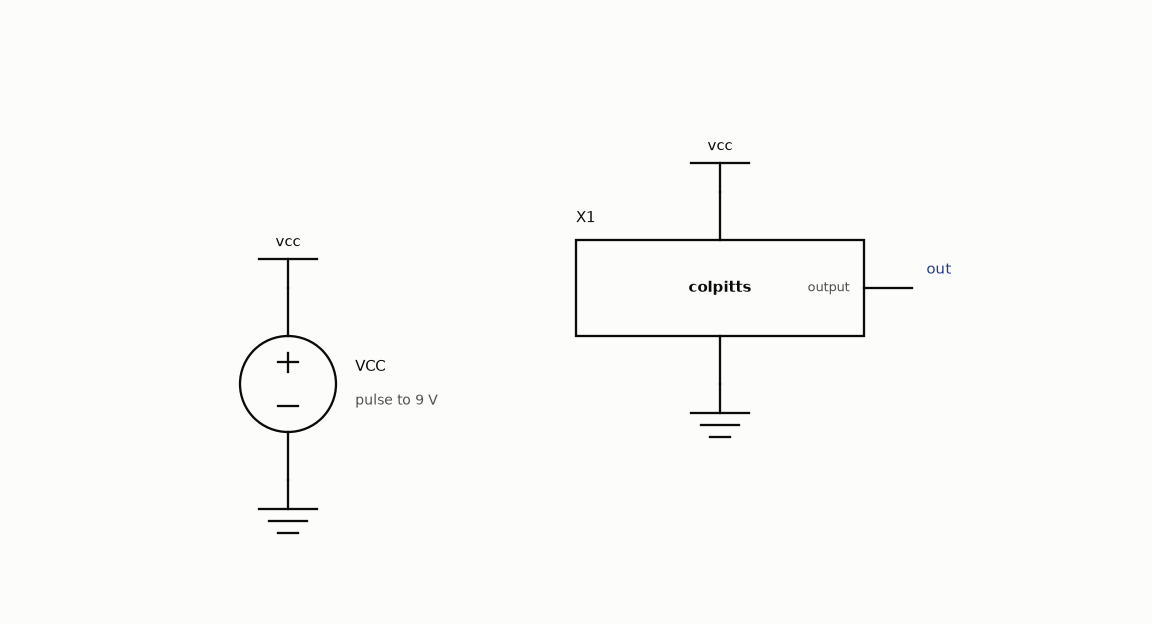 vcc
X1
vcc
out
colpitts
output
VCC
pulse to 9 V